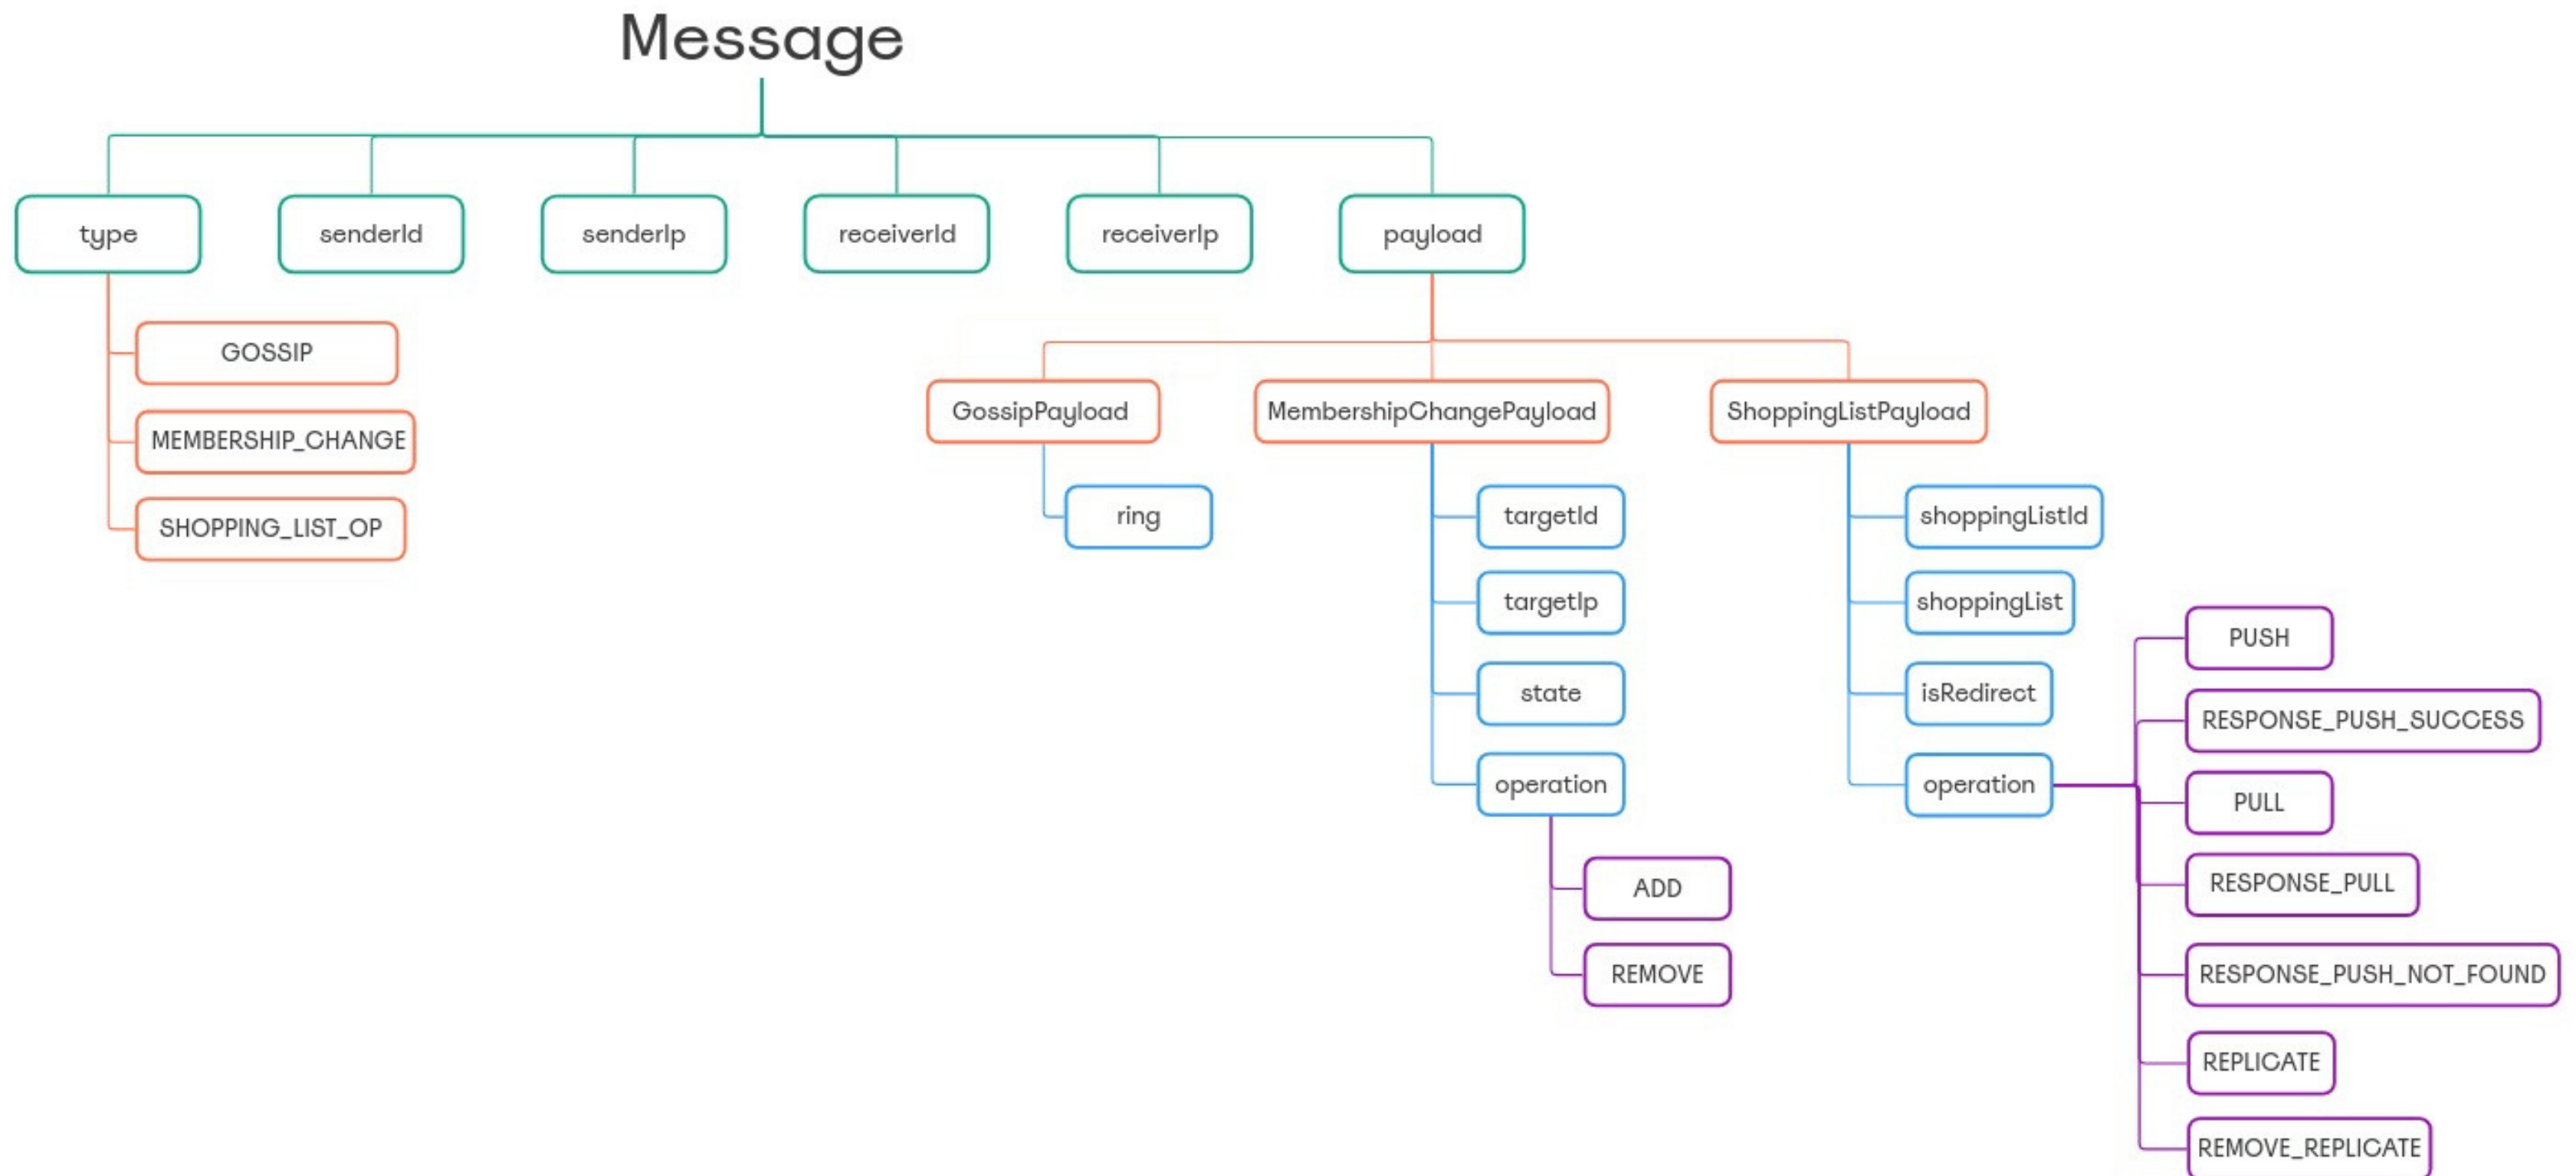 Message
type
senderId
senderIp
receiverId
receiverIp
payload
GOSSIP
MEMBERSHIP_CHANGE
SHOPPING_LIST_OP
GossipPayload
MembershipChangePayload
ShoppingListPayload
ring
targetId
targetIp
state
operation
ADD
REMOVE
shoppingListId
shoppingList
isRedirect
operation
PUSH
RESPONSE_PUSH_SUCCESS
PULL
RESPONSE_PULL
RESPONSE_PUSH_NOT_FOUND
REPLICATE
REMOVE_REPLICATE